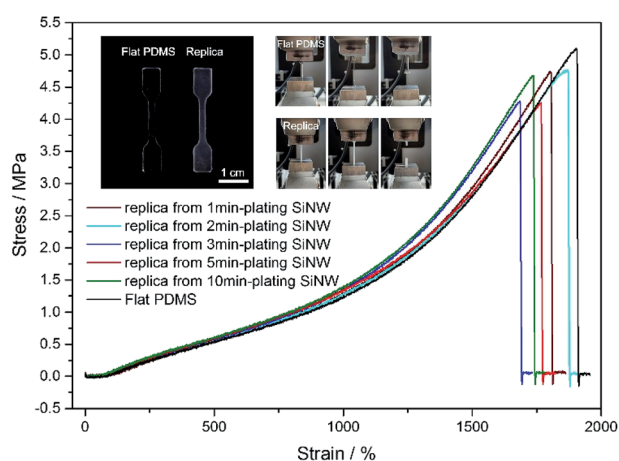 5.5
5.0
4.5
4.0
3.5
3.0
2.5
2.0
1.5
1.0
0.5
0.0
-0.5
Stress / MPa
Flat PDMS Replica
1 cm
Flat PDMS
Replica
replica from 1min-plating SiNW
replica from 2min-plating SiNW
replica from 3min-plating SiNW
replica from 5min-plating SiNW
replica from 10min-plating SiNW
Flat PDMS
0 500 1000 1500 2000
Strain / %